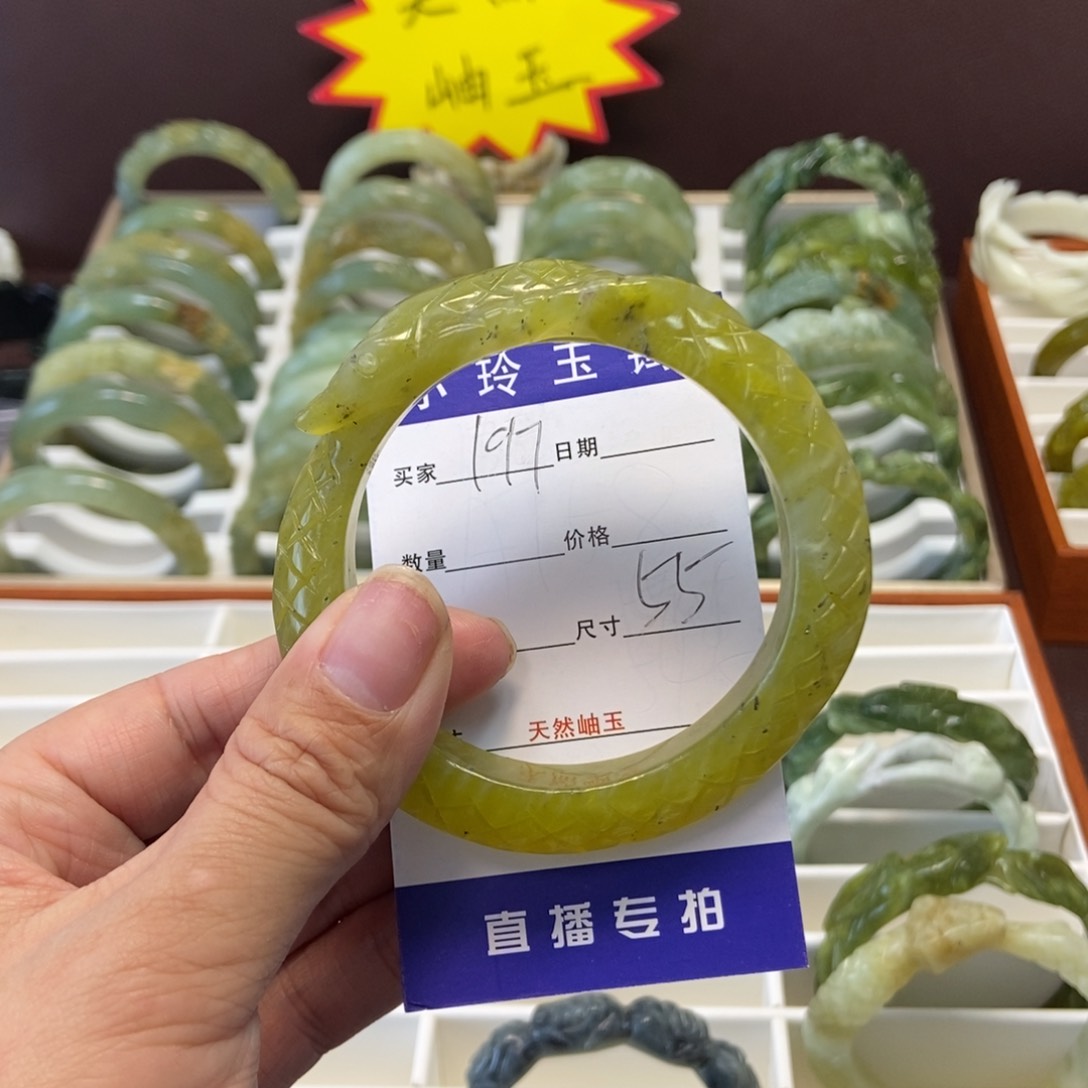 岫玉
小玲玉镯
买家 197 日期
数量 价格
尺寸 55
天然岫玉
直播专拍